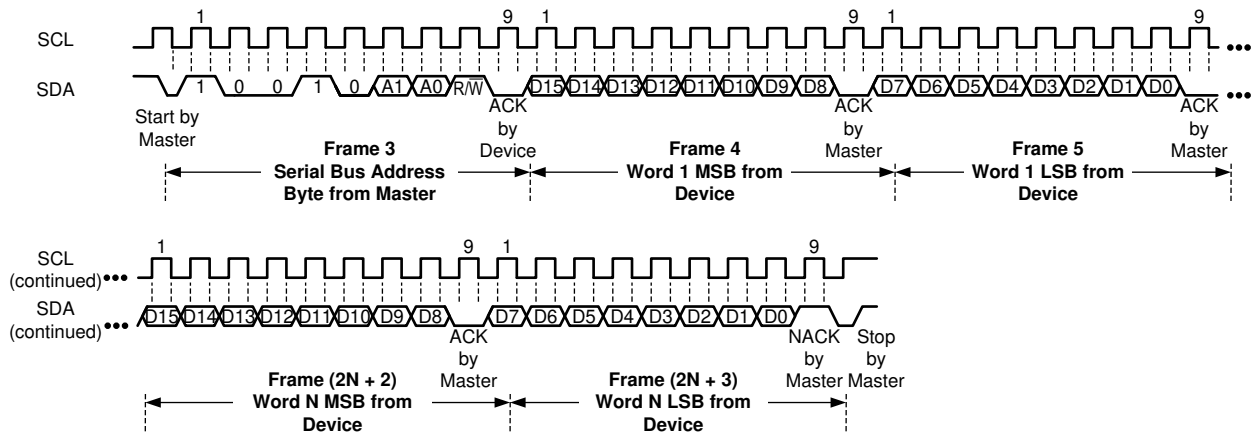 1 9 1 9 1 9
SCL
SDA 1 0 0 1 0 A1 A0 R/W̅ D15 D14 D13 D12 D11 D10 D9 D8 D7 D6 D5 D4 D3 D2 D1 D0
Start by
Master
ACK
by
Device
ACK
by
Master
ACK
by
Master
Frame 3
Serial Bus Address
Byte from Master
Frame 4
Word 1 MSB from
Device
Frame 5
Word 1 LSB from
Device
1 9 1 9
SCL
(continued)
SDA
(continued)
D15 D14 D13 D12 D11 D10 D9 D8 D7 D6 D5 D4 D3 D2 D1 D0
ACK
by
Master
NACK
by
Master
Stop
by
Master
Frame (2N + 2)
Word N MSB from
Device
Frame (2N + 3)
Word N LSB from
Device